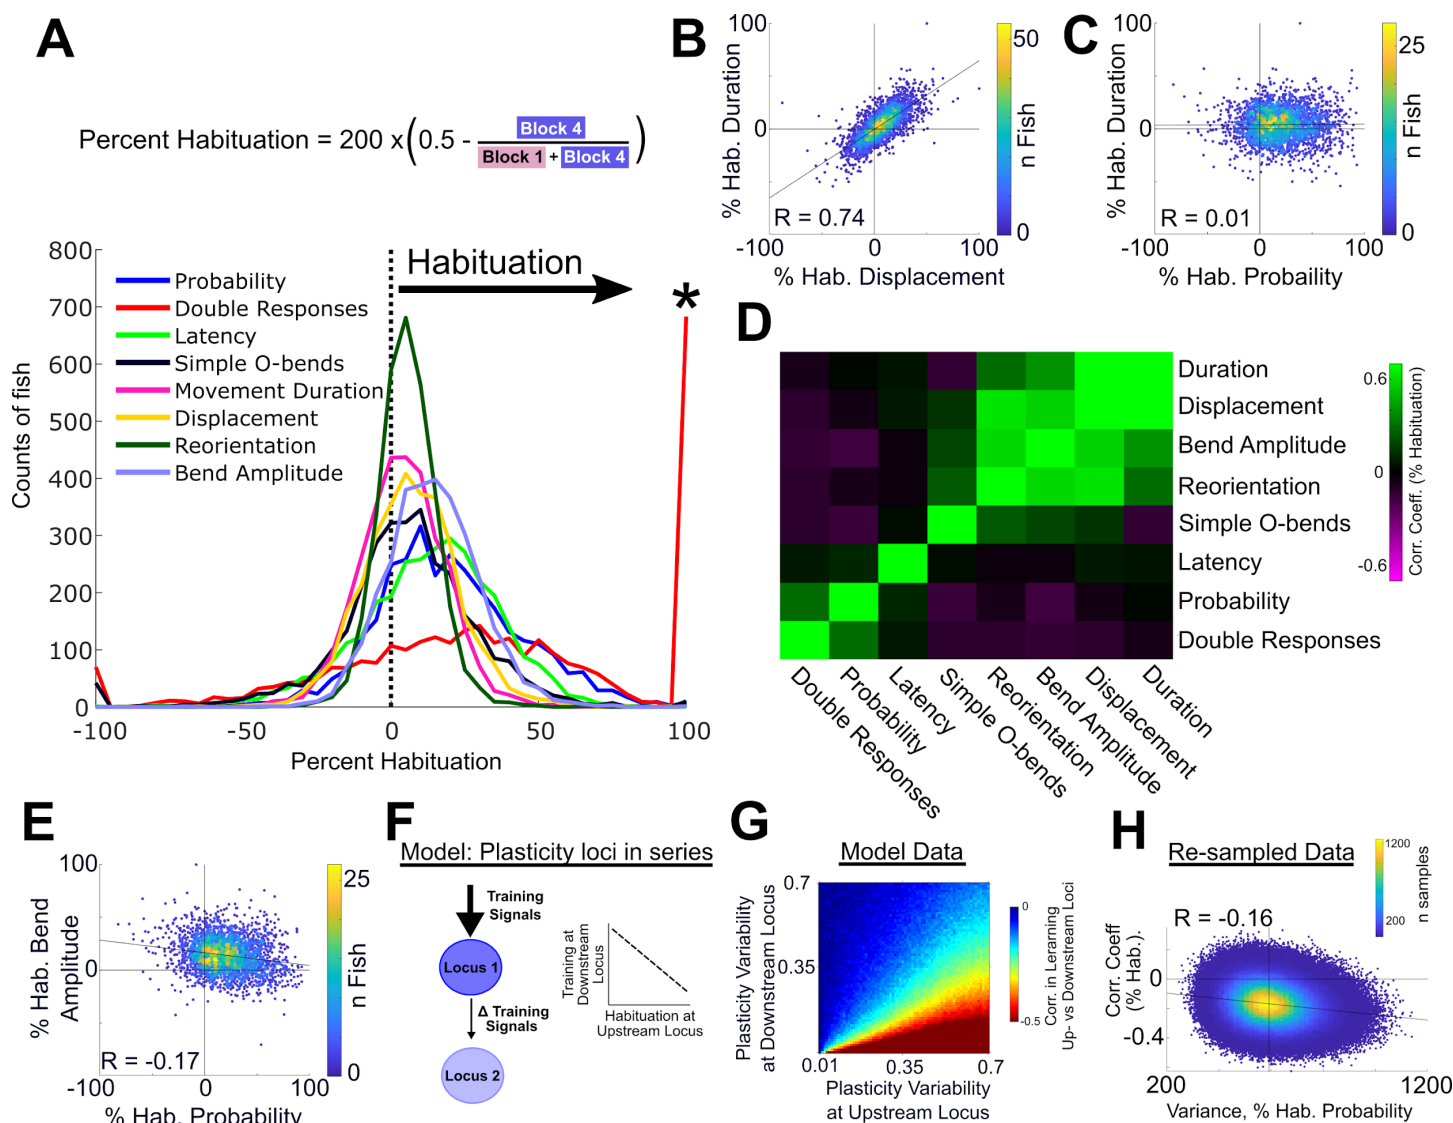 A
Percent Habituation = 200 x(0.5 - Block 4
Block 1 + Block 4)
800
700
600
500
400
300
200
100
0
Counts of fish
Probability
Double Responses
Latency
Simple O-bends
Movement Duration
Displacement
Reorientation
Bend Amplitude
Habituation
*
-100
-50
0
50
100
Percent Habituation
B
100
0
% Hab. Duration
R = 0.74
-100
0
100
% Hab. Displacement
50
0
n Fish
C
100
0
% Hab. Duration
R = 0.01
-100
0
100
% Hab. Probaility
25
0
n Fish
D
Duration
Displacement
Bend Amplitude
Reorientation
Simple O-bends
Latency
Probability
Double Responses
Double Responses
Probability
Latency
Simple O-bends
Reorientation
Bend Amplitude
Displacement
Duration
0.6
0
-0.6
Corr. Coeff. (% Habituation)
E
100
0
-100
% Hab. Bend
Amplitude
R = -0.17
-100
0
100
% Hab. Probability
25
0
n Fish
F
Model: Plasticity loci in series
Training
Signals
Locus 1
Δ Training
Signals
Locus 2
Training at
Downstream
Locus
Habituation at
Upstream Locus
G
Model Data
0.7
0.35
Plasticity Variability
at Downstream Locus
0.01
0.35
0.7
Plasticity Variability
at Upstream Locus
0
-0.5
Corr. in Lerarning
Up- vs Downstream Loci
H
Re-sampled Data
1200
200
n samples
R = -0.16
0
-0.4
Corr. Coeff
(% Hab.).
200
1200
Variance, % Hab. Probability